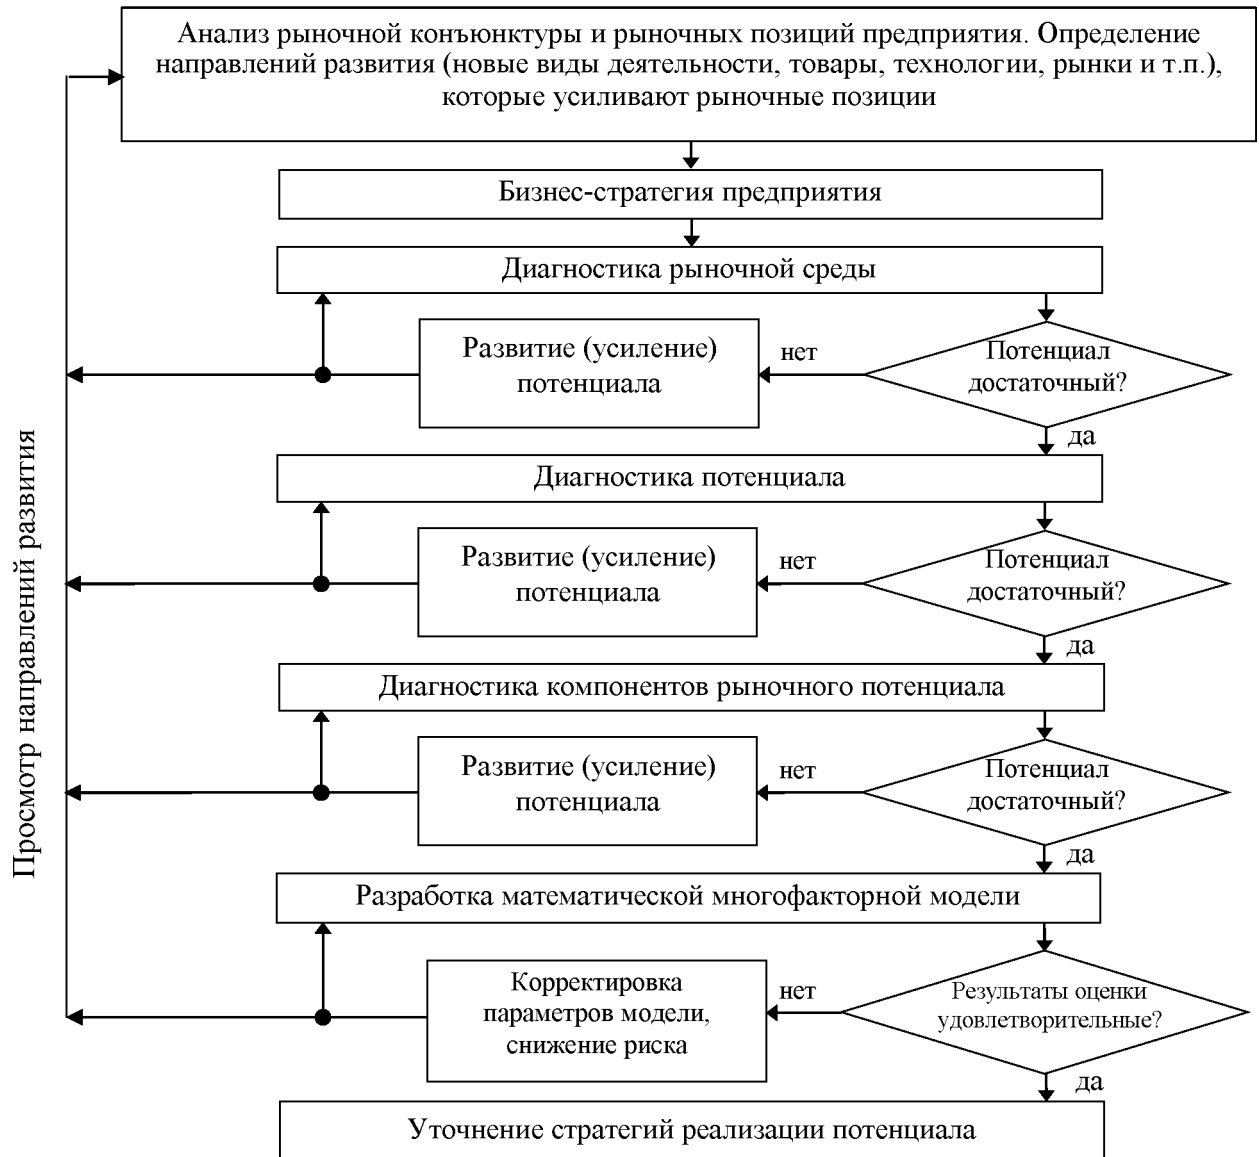 Анализ рыночной конъюнктуры и рыночных позиций предприятия. Определение
направлений развития (новые виды деятельности, товары, технологии, рынки и т.п.),
которые усиливают рыночные позиции
Бизнес-стратегия предприятия
Диагностика рыночной среды
Развитие (усиление)
потенциала
нет
Потенциал
достаточный?
да
Диагностика потенциала
Развитие (усиление)
потенциала
нет
Потенциал
достаточный?
да
Диагностика компонентов рыночного потенциала
Развитие (усиление)
потенциала
нет
Потенциал
достаточный?
да
Разработка математической многофакторной модели
Корректировка
параметров модели,
снижение риска
нет
Результаты оценки
удовлетворительные?
да
Уточнение стратегий реализации потенциала
Просмотр направлений развития